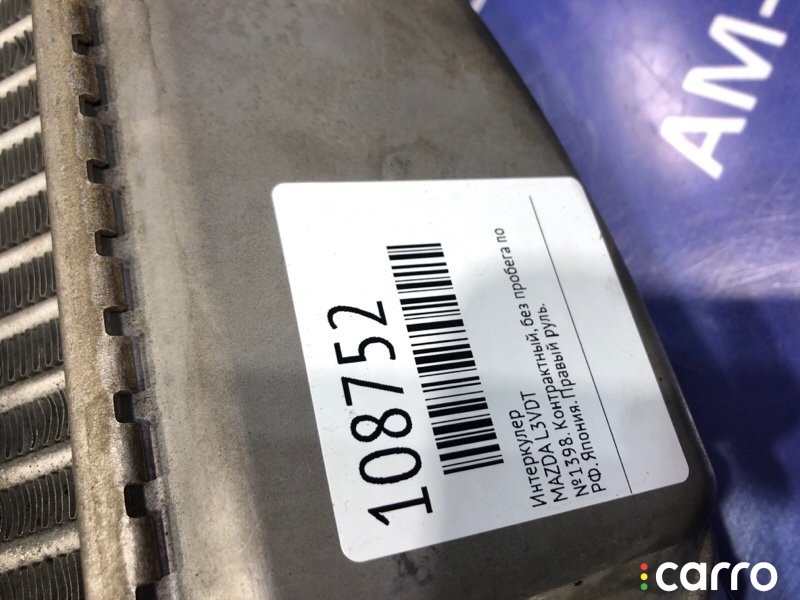 108752
Интеркулер
MAZDA L3VDT
№1398. Контрактный, без пробега по
РФ. Япония. Правый руль.
AM-
carro